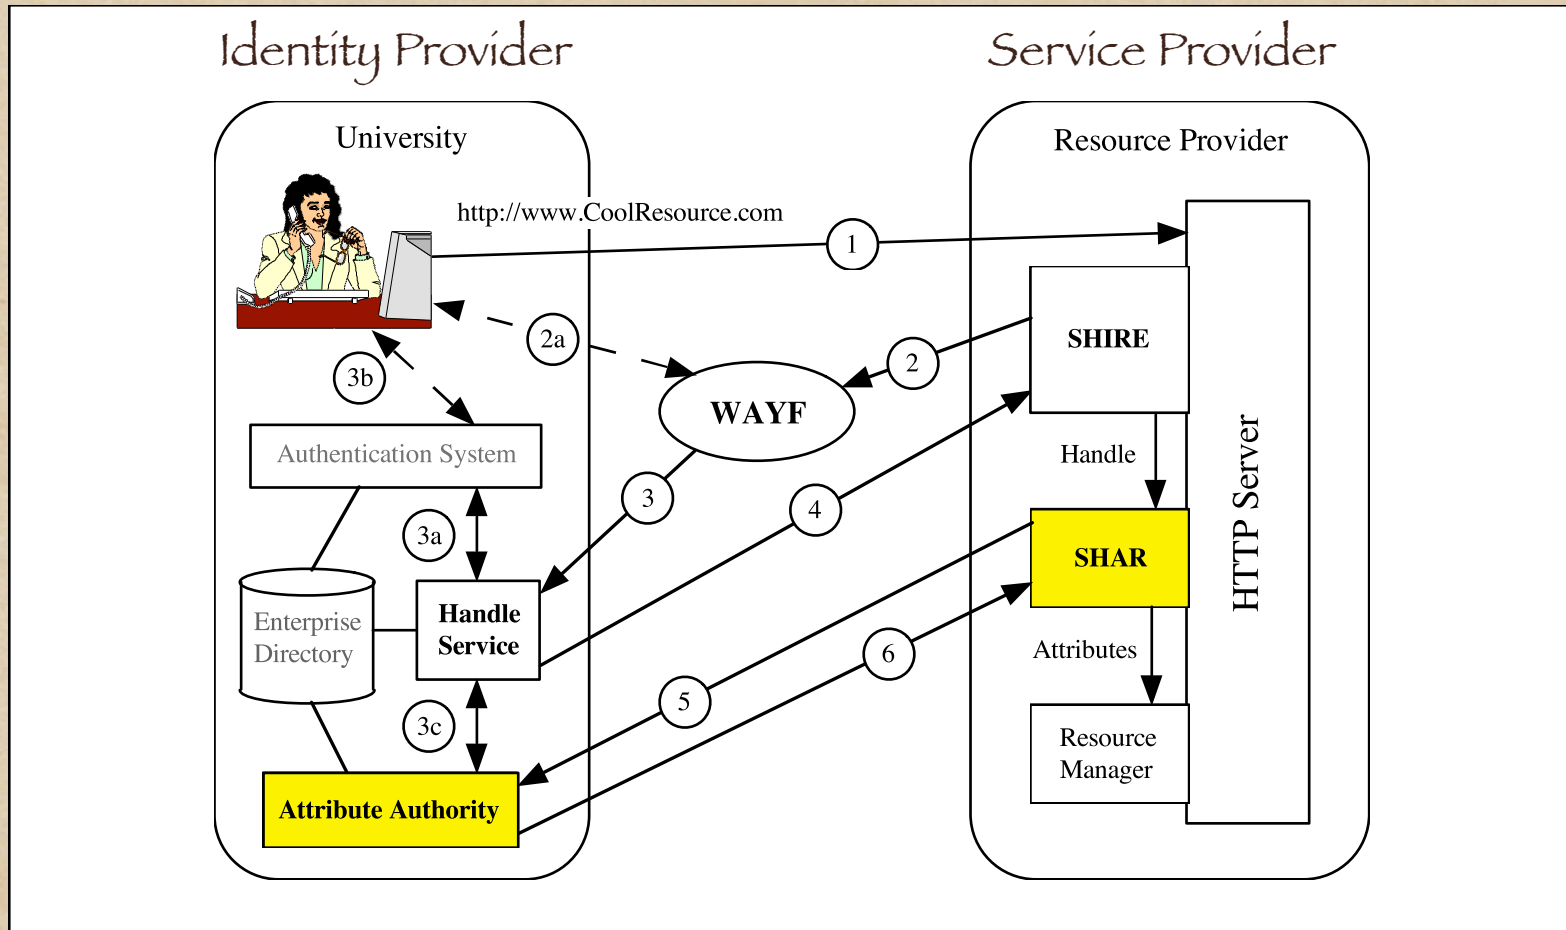 Identity Provider
Service Provider
University
Resource Provider
http://www.CoolResource.com
1
2a
2
SHIRE
3b
WAYF
Authentication System
Handle
3
4
3a
SHAR
HTTP Server
Handle
Service
Enterprise
Directory
Attributes
6
5
3c
Resource
Manager
Attribute Authority